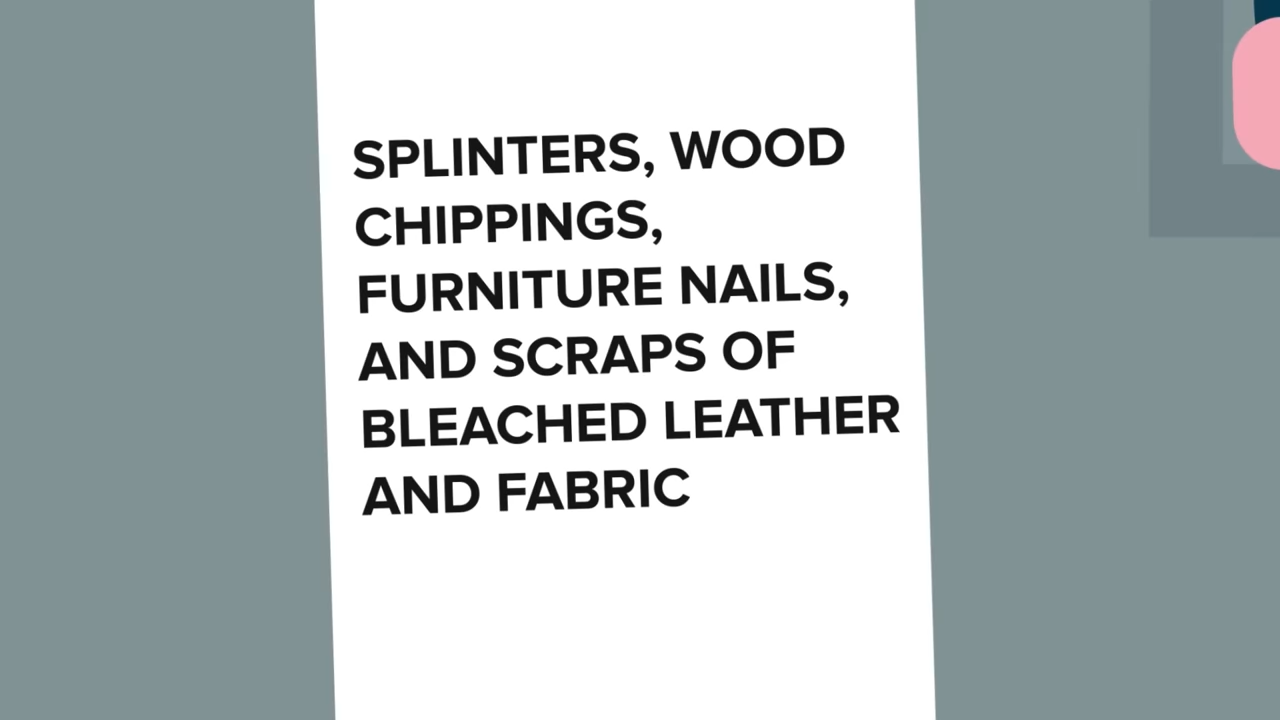 SPLINTERS, WOOD
CHIPPINGS,
FURNITURE NAILS,
AND SCRAPS OF
BLEACHED LEATHER
AND FABRIC